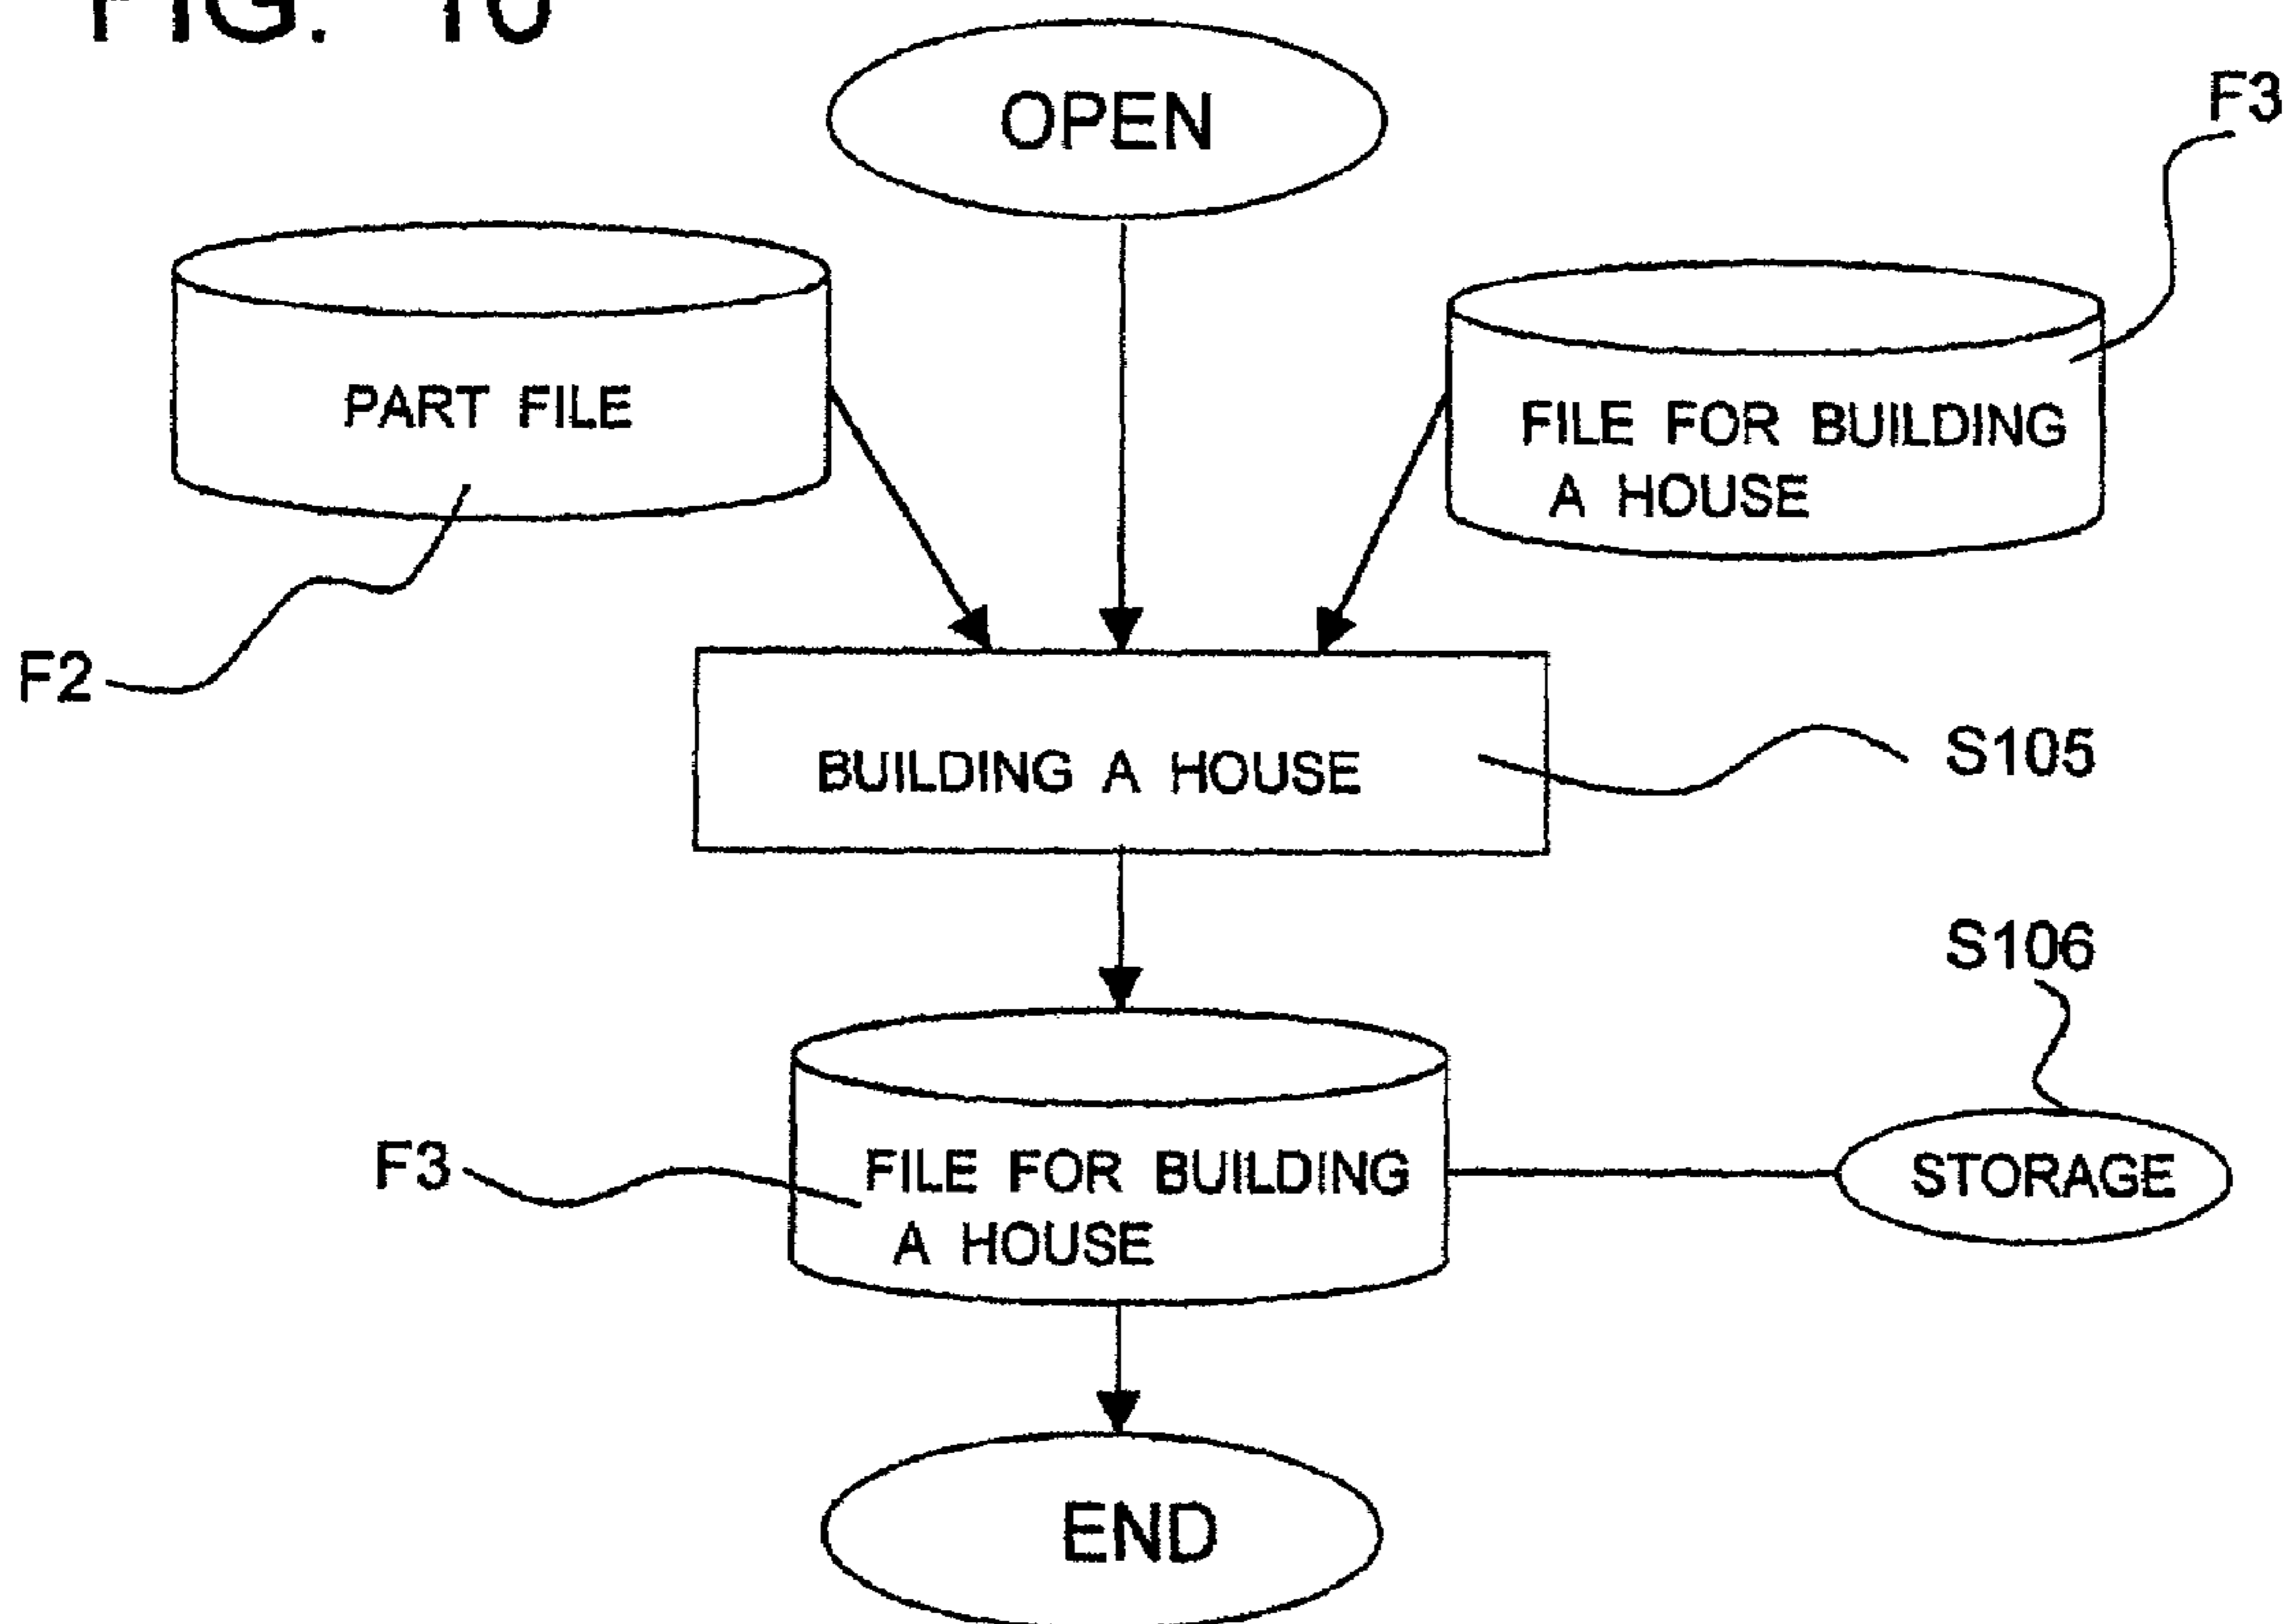 FIG. 10
OPEN
F3
PART FILE
FILE FOR BUILDING
A HOUSE
F2
BUILDING A HOUSE
S105
S106
F3
FILE FOR BUILDING
A HOUSE
STORAGE
END